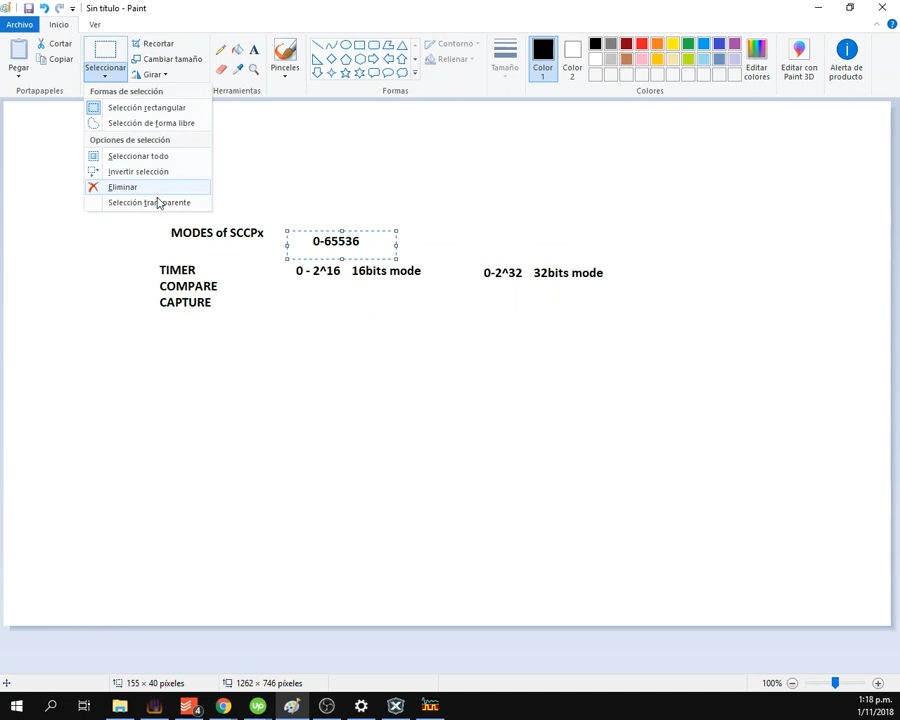 Sin título - Paint
Archivo Inicio Ver
Pegar
Cortar
Copiar
Portapapeles
Seleccionar
Recortar
Cambiar tamaño
Girar
Formas de selección
Selección rectangular
Selección de forma libre
Opciones de selección
Seleccionar todo
Invertir selección
Eliminar
Selección transparente
A
Herramientas
Pinceles
Contorno
Rellenar
Formas
Tamaño
Color 1
Color 2
Editar colores
Colores
Editar con Paint 3D
Alerta de producto
MODES of SCCPx
0-65536
TIMER 0 - 2^16 16bits mode 0-2^32 32bits mode
COMPARE
CAPTURE
155 × 40 píxeles 1262 × 746 píxeles 100%
4
Up
1:18 p.m.
1/11/2018